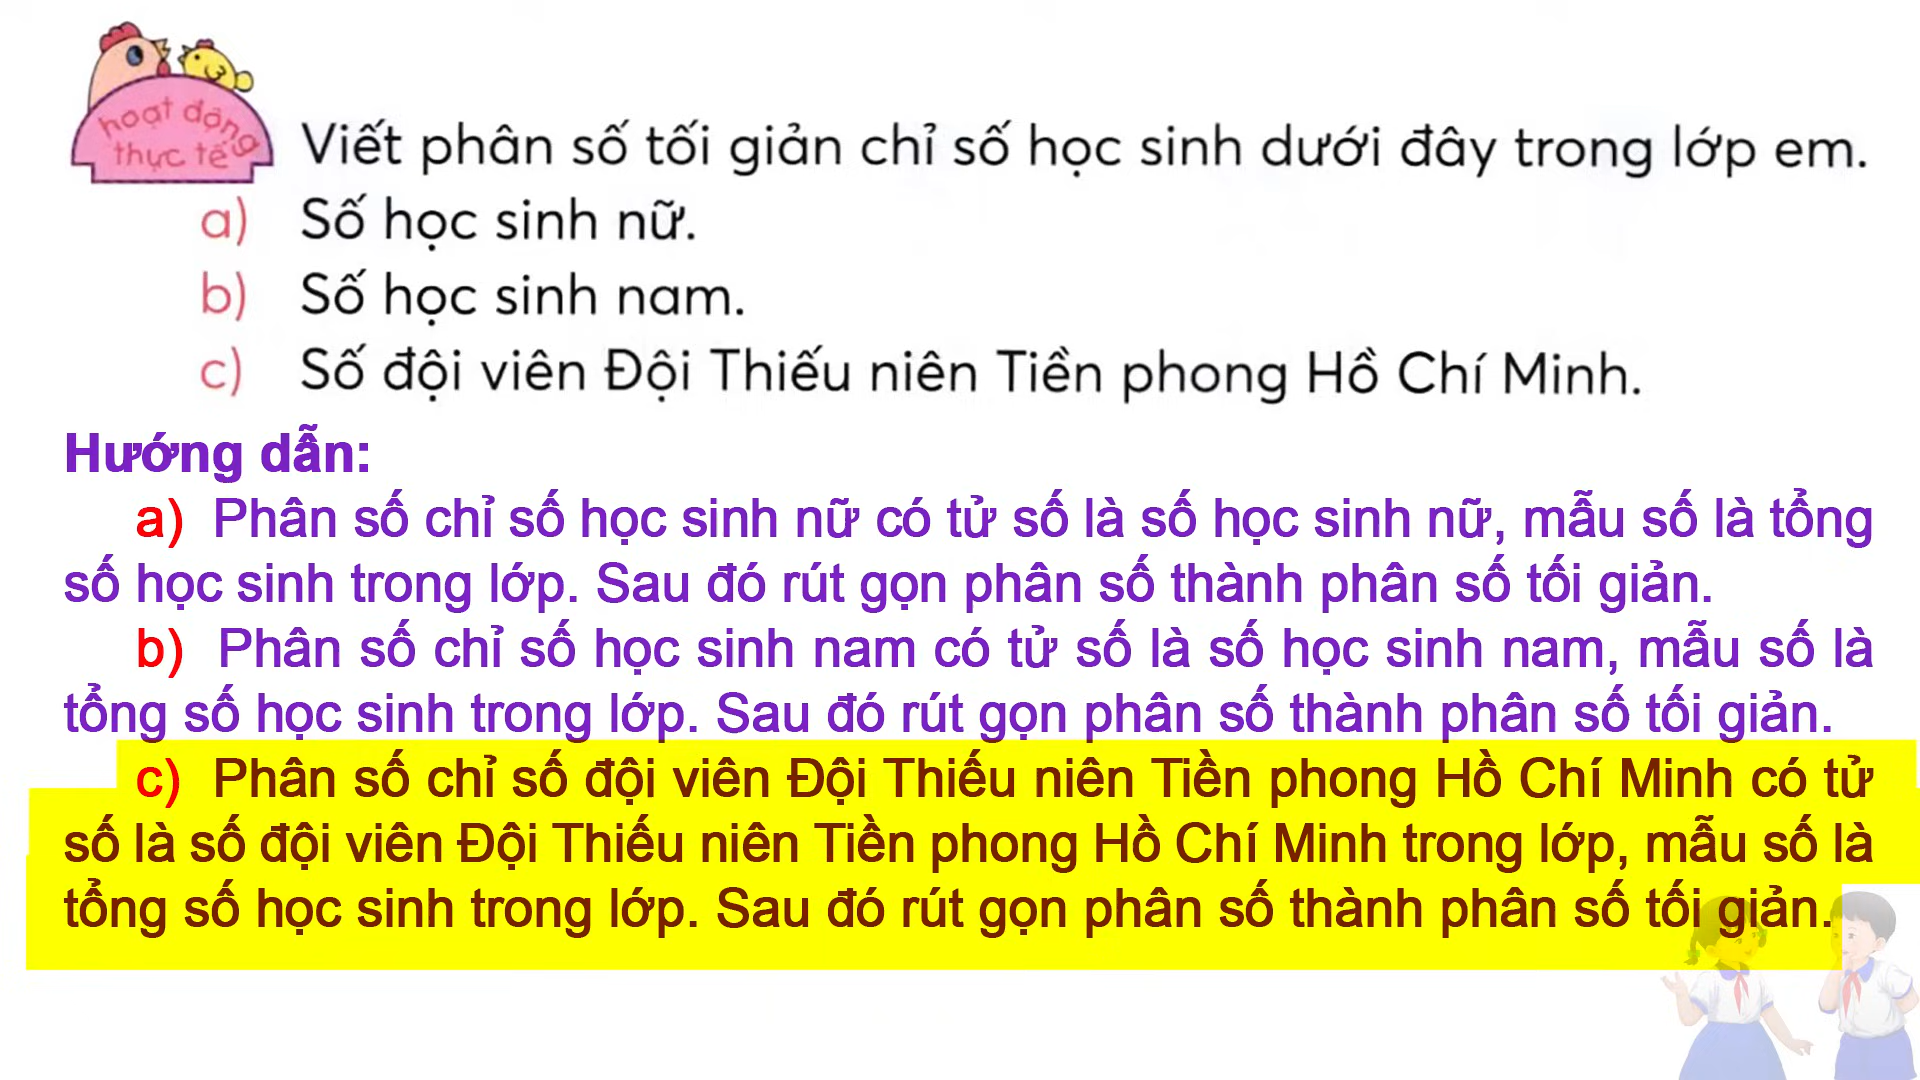 hoạt động
thực tế
Viết phân số tối giản chỉ số học sinh dưới đây trong lớp em.
a) Số học sinh nữ.
b) Số học sinh nam.
c) Số đội viên Đội Thiếu niên Tiền phong Hồ Chí Minh.
Hướng dẫn:
a) Phân số chỉ số học sinh nữ có tử số là số học sinh nữ, mẫu số là tổng
số học sinh trong lớp. Sau đó rút gọn phân số thành phân số tối giản.
b) Phân số chỉ số học sinh nam có tử số là số học sinh nam, mẫu số là
tổng số học sinh trong lớp. Sau đó rút gọn phân số thành phân số tối giản.
c) Phân số chỉ số đội viên Đội Thiếu niên Tiền phong Hồ Chí Minh có tử
số là số đội viên Đội Thiếu niên Tiền phong Hồ Chí Minh trong lớp, mẫu số là
tổng số học sinh trong lớp. Sau đó rút gọn phân số thành phân số tối giản.